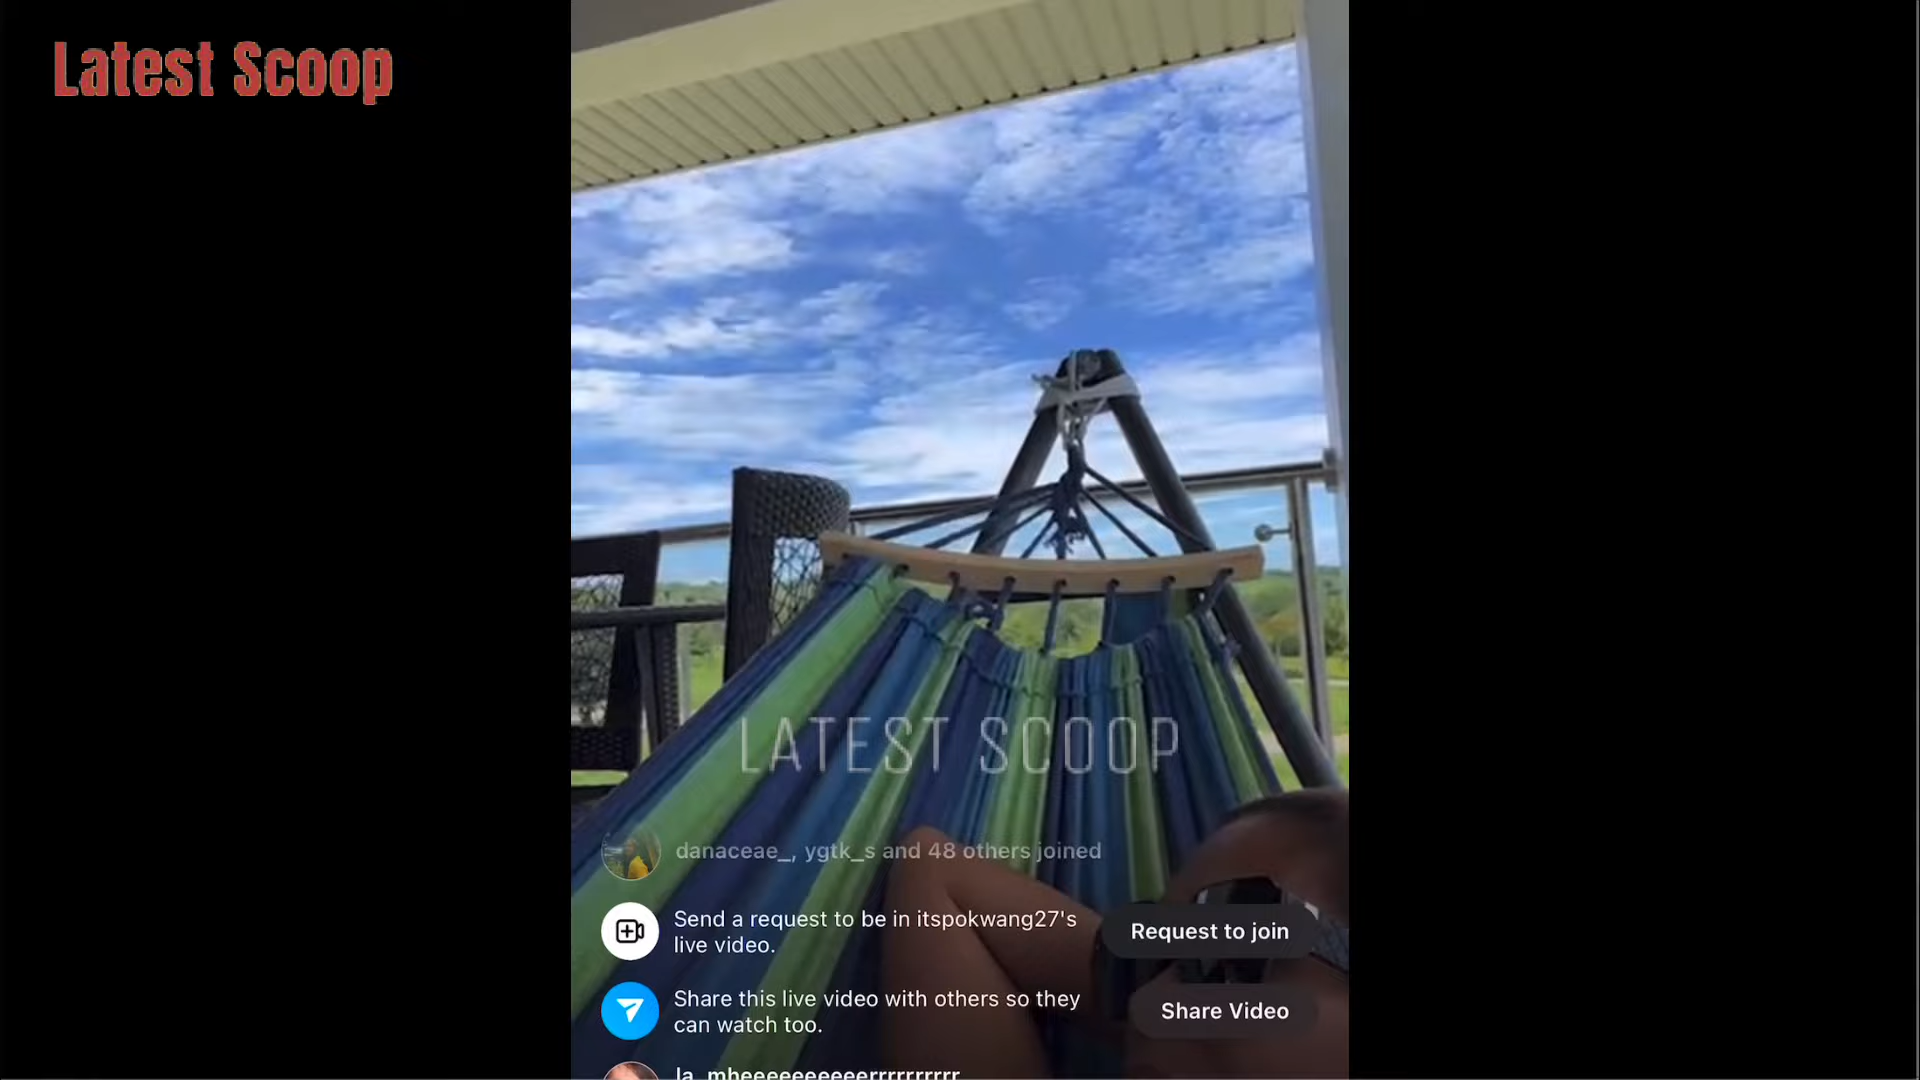 Latest Scoop
LATEST SCOOP
danaceae_, ygtk_s and 48 others joined
Send a request to be in itspokwang27's
live video.
Request to join
Share this live video with others so they
can watch too.
Share Video